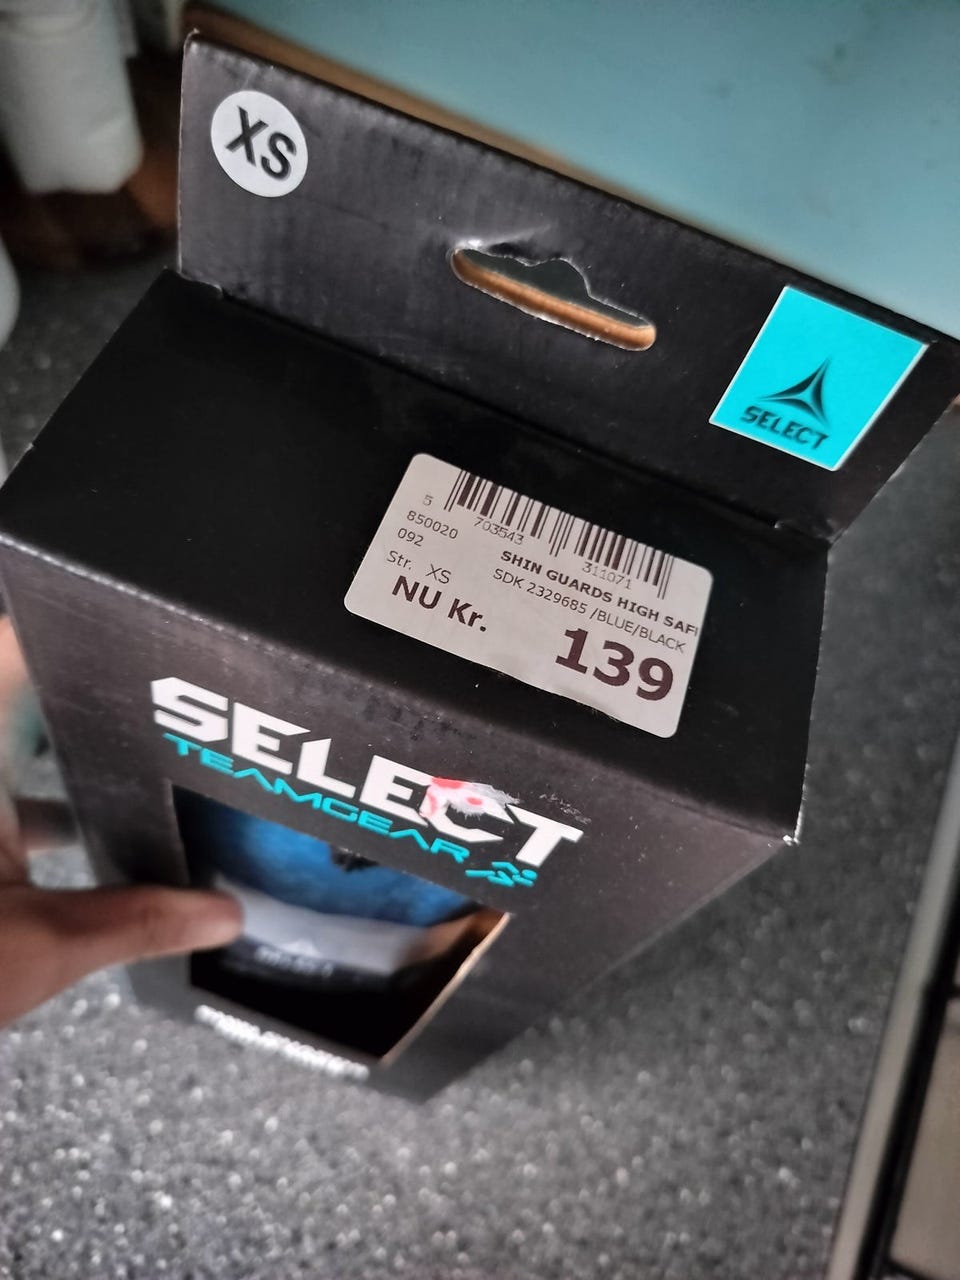 XS
SELECT
5 703543 311071
850020
092
SHIN GUARDS HIGH SAF
Str. XS
SDK 2329685 /BLUE/BLACK
NU Kr.
139
SELECT
TEAMGEAR